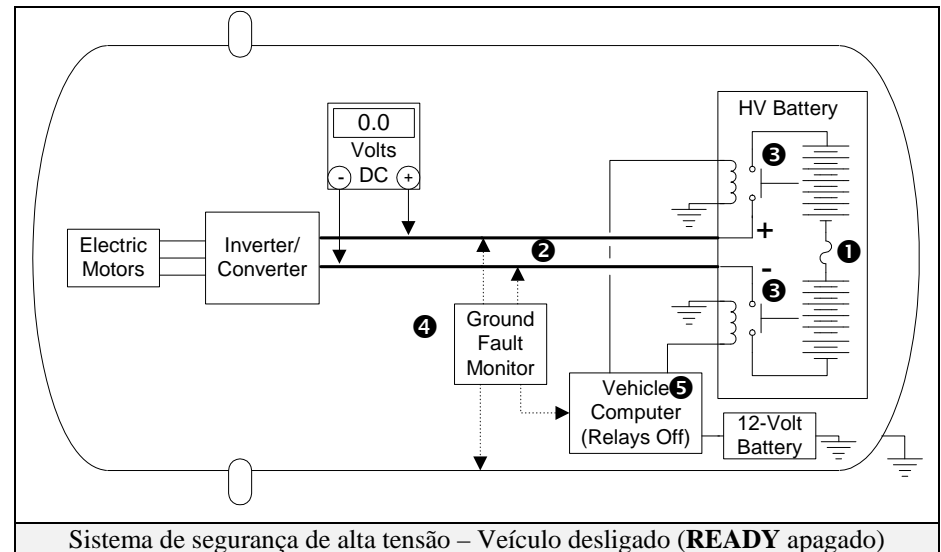 HV Battery
0.0
Volts
- DC +
❸
+
❶
-
❸
Electric
Motors
Inverter/
Converter
❷
❹
Ground
Fault
Monitor
Vehicle❺
Computer
(Relays Off)
12-Volt
Battery
Sistema de segurança de alta tensão – Veículo desligado (READY apagado)